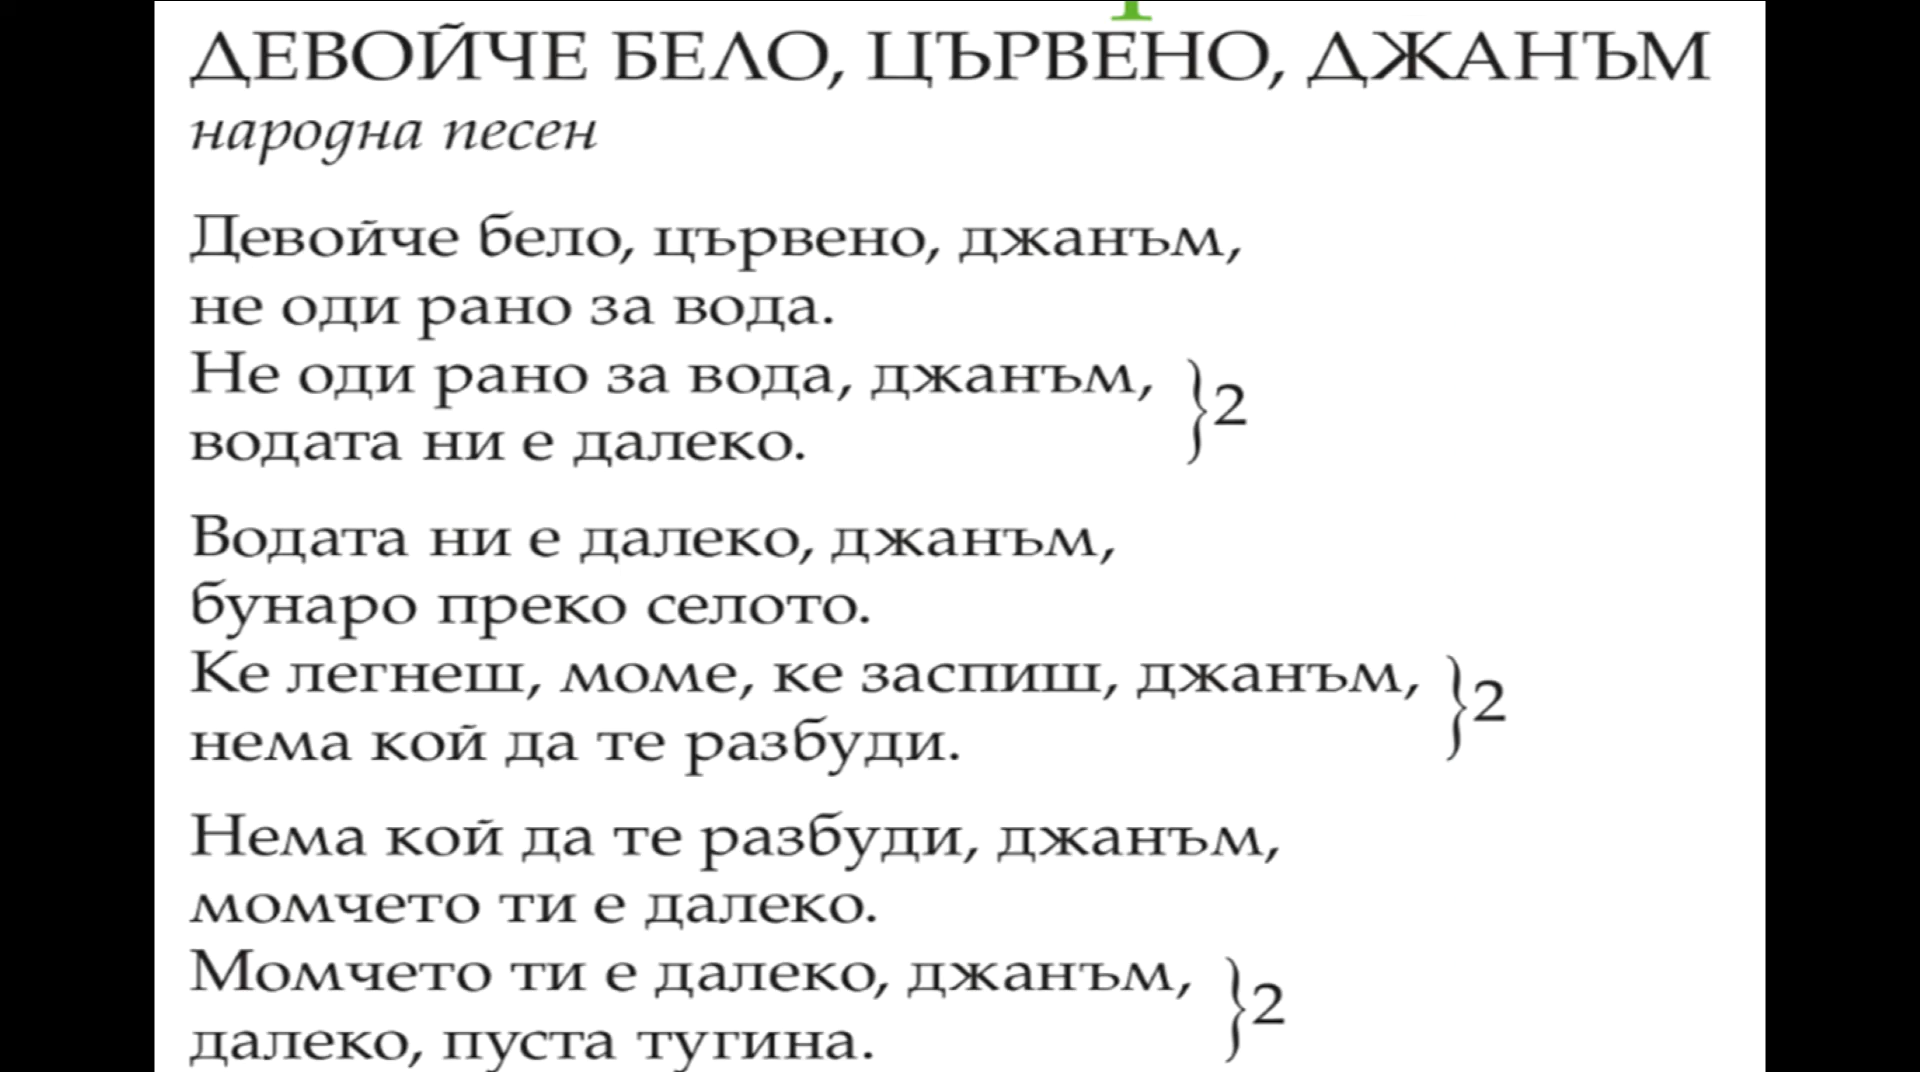 ДЕВОЙЧЕ БЕЛО, ЦЪРВЕНО, ДЖАНЪМ
народна песен
Девойче бело, цървено, джанъм,
не оди рано за вода.
Не оди рано за вода, джанъм,
водата ни е далеко. }2
Водата ни е далеко, джанъм,
бунаро преко селото.
Ке легнеш, моме, ке заспиш, джанъм,
нема кой да те разбуди. }2
Нема кой да те разбуди, джанъм,
момчето ти е далеко.
Момчето ти е далеко, джанъм,
далеко, пуста тугина. }2